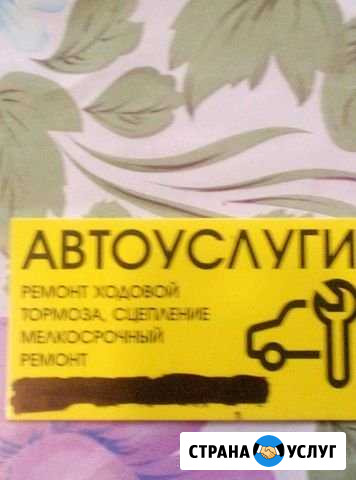 АВТОУСЛУГИ
РЕМОНТ ХОДОВОЙ
ТОРМОЗА, СЦЕПЛЕНИЕ
МЕЛКОСРОЧНЫЙ
РЕМОНТ
СТРАНА УСЛУГ